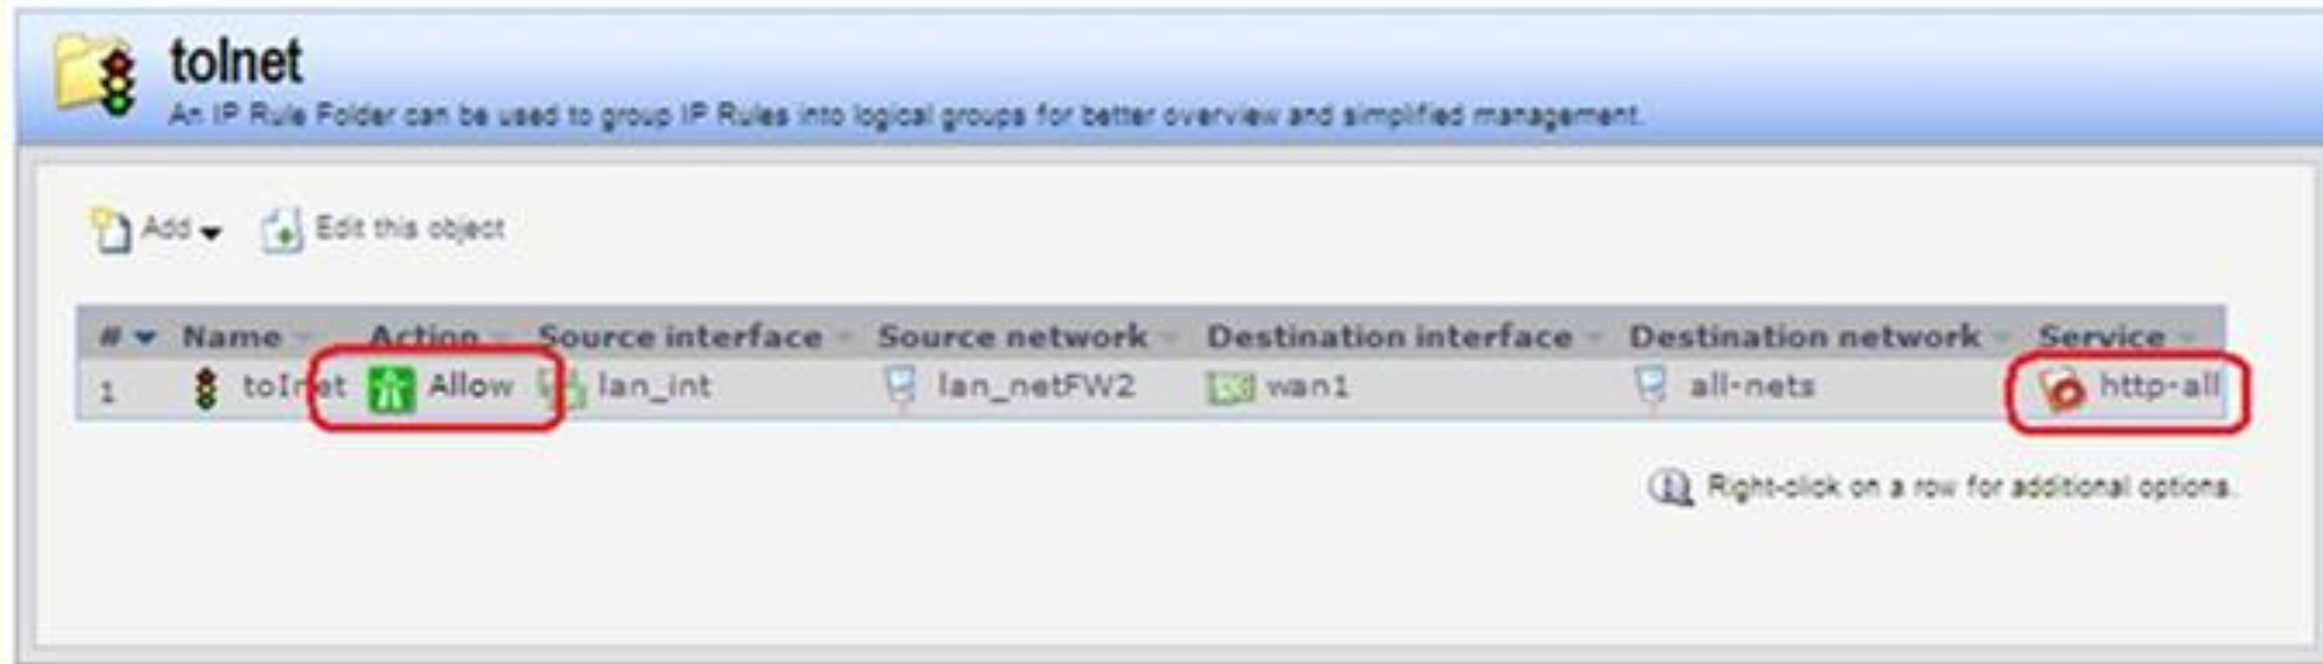 toInet
An IP Rule Folder can be used to group IP Rules into logical groups for better overview and simplified management.
Add Edit this object
# Name Action Source interface Source network Destination interface Destination network Service
1 toInet Allow lan_int lan_netFW2 wan1 all-nets http-all
Right-click on a row for additional options.